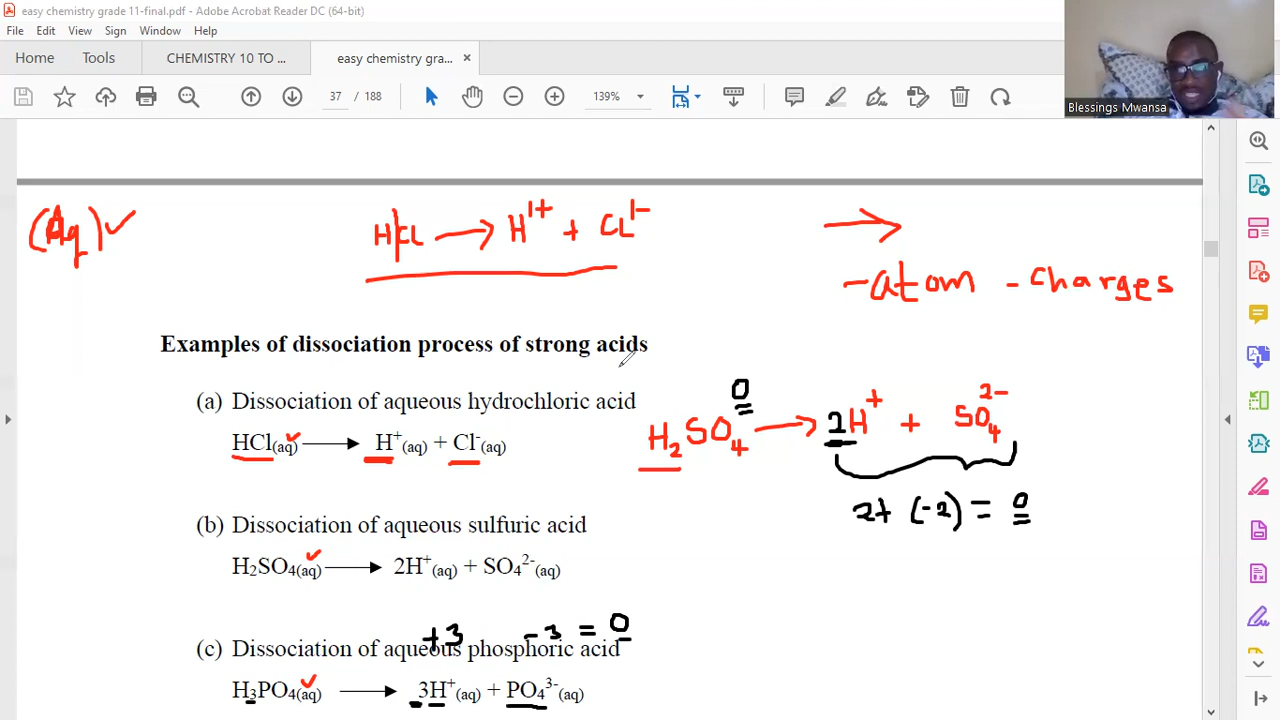 easy chemistry grade 11-final.pdf - Adobe Acrobat Reader DC (64-bit)
File Edit View Sign Window Help
Home Tools CHEMISTRY 10 TO ... easy chemistry gra... ×
37 / 188 139%
Blessings Mwansa
(Aq)✓ H|Cl → H¹⁺ + Cl¹⁻ →
-atom -charges
Examples of dissociation process of strong acids
(a) Dissociation of aqueous hydrochloric acid
HCl(aq) → H⁺(aq) + Cl⁻(aq)
H₂SO₄⁰ → 2H⁺ + SO₄²⁻
2+ (-2) = 0
(b) Dissociation of aqueous sulfuric acid
H₂SO₄(aq) → 2H⁺(aq) + SO₄²⁻(aq)
+3 -3 = 0
(c) Dissociation of aqueous phosphoric acid
H₃PO₄(aq) → 3H⁺(aq) + PO₄³⁻(aq)